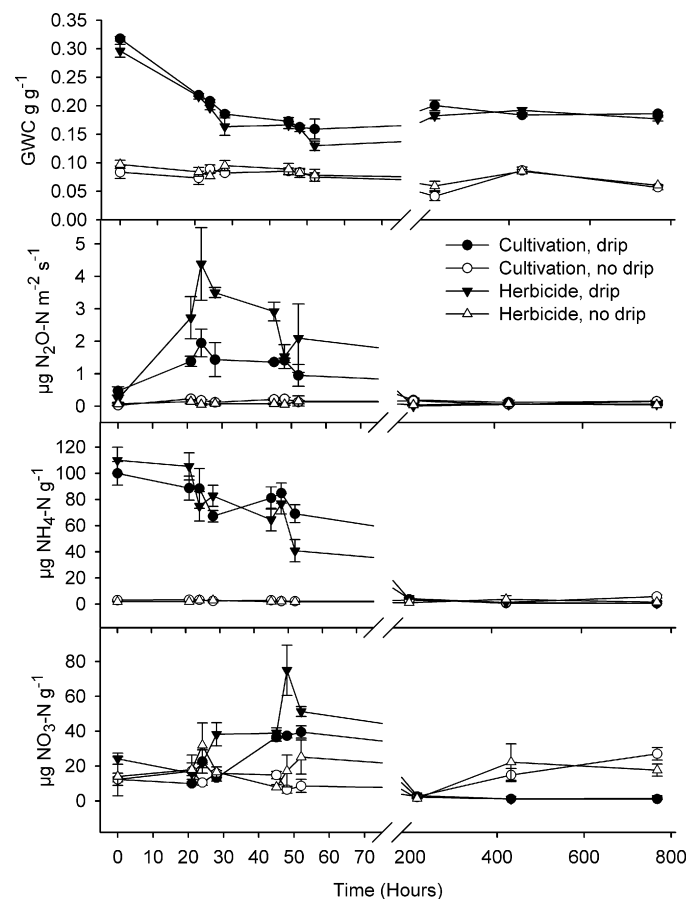 0.35
0.30
0.25
0.20
0.15
0.10
0.05
0.00
GWC g g⁻¹
5
4
3
2
1
0
µg N₂O-N m⁻² s⁻¹
Cultivation, drip
Cultivation, no drip
Herbicide, drip
Herbicide, no drip
120
100
80
60
40
20
0
µg NH₄-N g⁻¹
80
60
40
20
0
µg NO₃-N g⁻¹
0 10 20 30 40 50 60 70 200 400 600 800
Time (Hours)